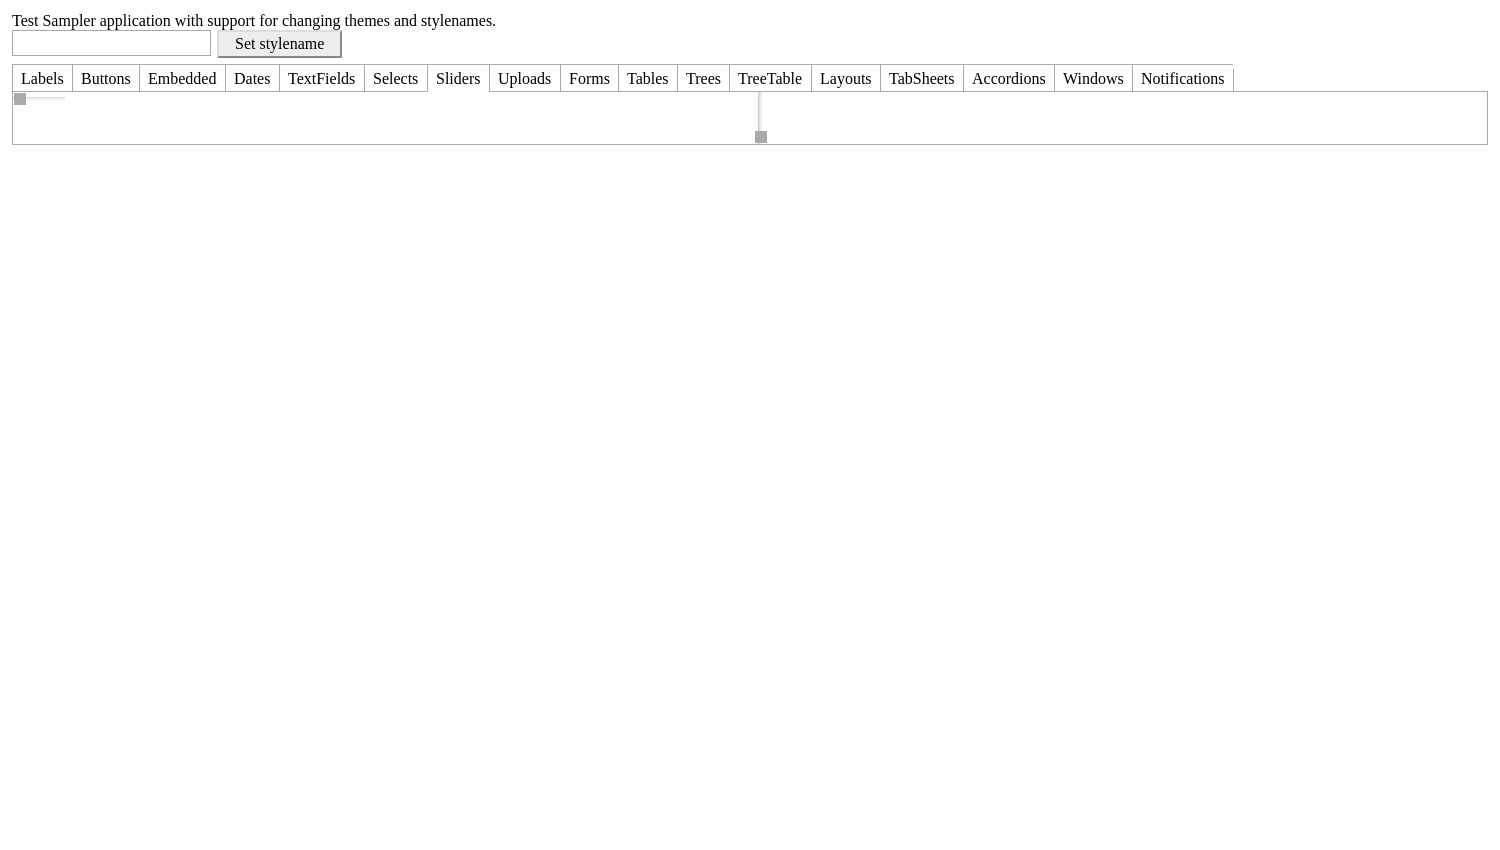 Test Sampler application with support for changing themes and stylenames.
Set stylename
Labels Buttons Embedded Dates TextFields Selects Sliders Uploads Forms Tables Trees TreeTable Layouts TabSheets Accordions Windows Notifications